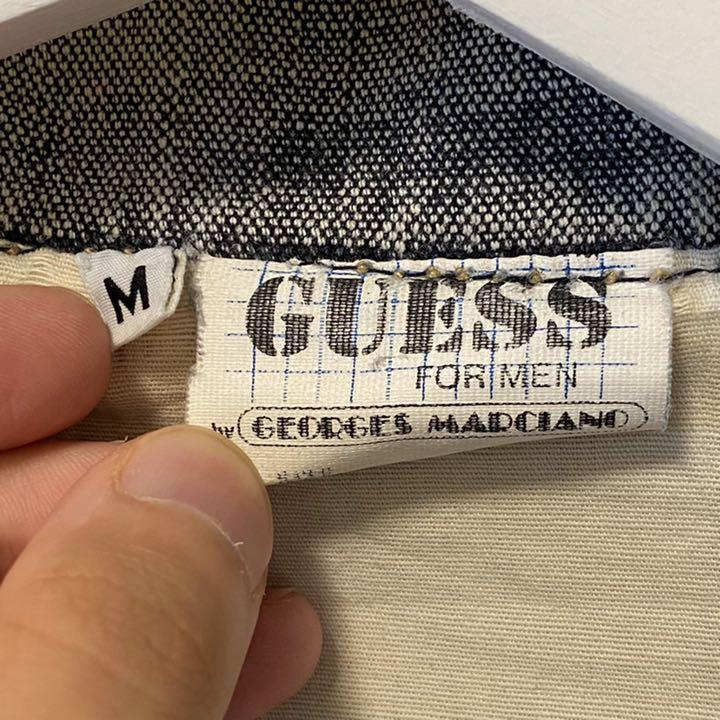 M
GUESS
FOR MEN
by GEORGES MARCIANO